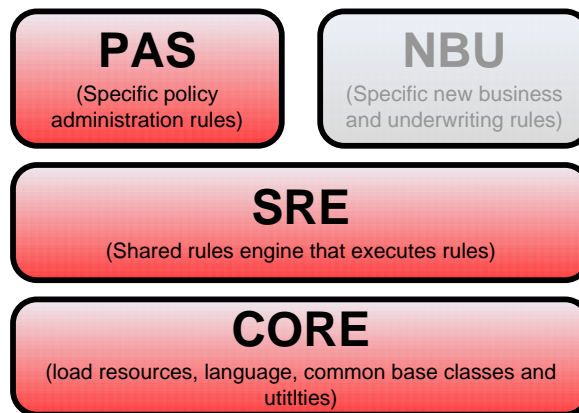 PAS
(Specific policy
administration rules)
NBU
(Specific new business
and underwriting rules)
SRE
(Shared rules engine that executes rules)
CORE
(load resources, language, common base classes and
utitlties)